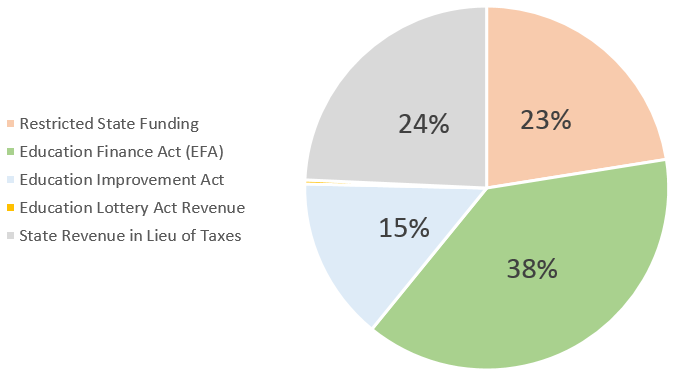 Restricted State Funding
Education Finance Act (EFA)
Education Improvement Act
Education Lottery Act Revenue
State Revenue in Lieu of Taxes
24%
23%
15%
38%